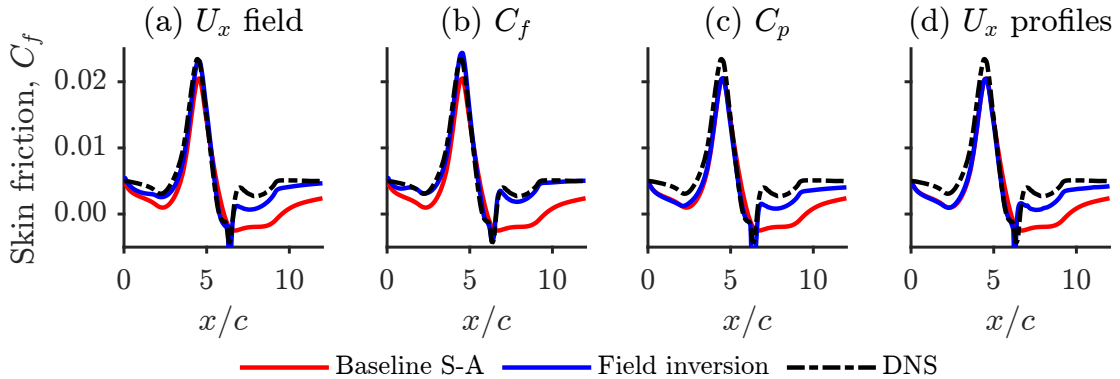 (a) U_x field (b) C_f (c) C_p (d) U_x profiles
Skin friction, C_f
0.02
0.01
0.00
0 5 10 0 5 10 0 5 10 0 5 10
x/c x/c x/c x/c
Baseline S-A Field inversion DNS